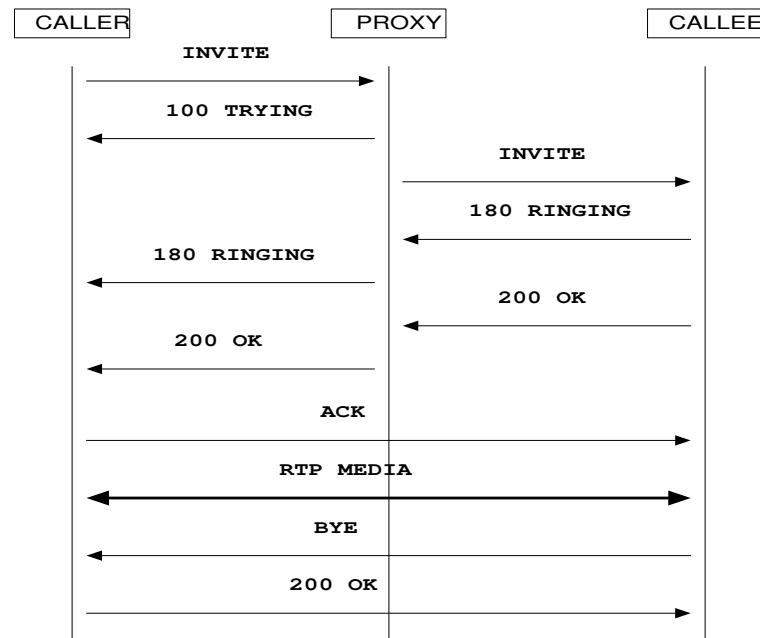 CALLER PROXY CALLEE
INVITE
100 TRYING
INVITE
180 RINGING
180 RINGING
200 OK
200 OK
ACK
RTP MEDIA
BYE
200 OK